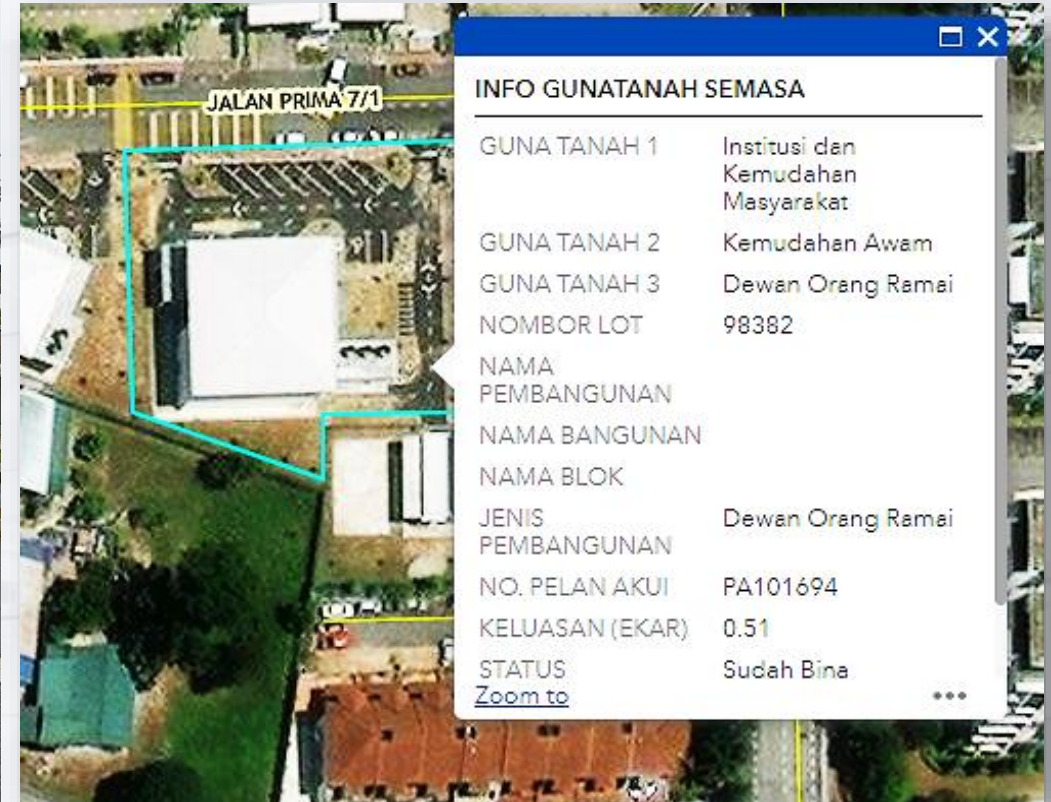 JALAN PRIMA 7/1
INFO GUNATANAH SEMASA
GUNA TANAH 1 Institusi dan
Kemudahan
Masyarakat
GUNA TANAH 2 Kemudahan Awam
GUNA TANAH 3 Dewan Orang Ramai
NOMBOR LOT 98382
NAMA
PEMBANGUNAN
NAMA BANGUNAN
NAMA BLOK
JENIS Dewan Orang Ramai
PEMBANGUNAN
NO. PELAN AKUI PA101694
KELUASAN (EKAR) 0.51
STATUS Sudah Bina
Zoom to